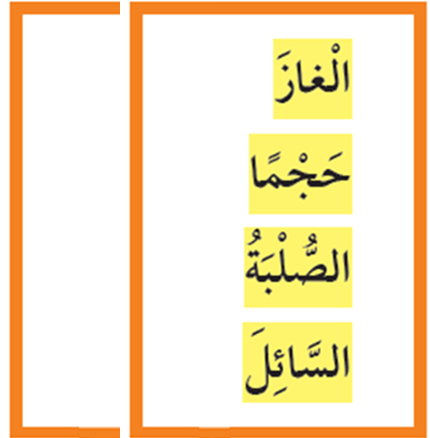 الْغازَ
حَجْمًا
الصُّلْبَةُ
السَّائِلَ